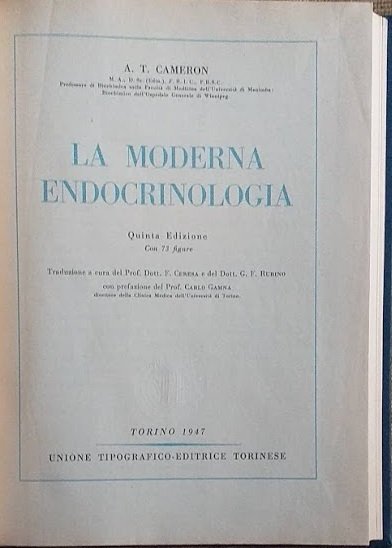 A. T. CAMERON
M. A., D. Sc. (Edin.), F. R. I. C., F.R.S.C.
Professore di Biochimica nella Facoltà di Medicina dell'Università di Manitoba
Biochimico dell'Ospedale Generale di Winnipeg.
LA MODERNA
ENDOCRINOLOGIA
Quinta Edizione
Con 73 figure
Traduzione a cura del Prof. Dott. F. CERESA e del Dott. G. F. RUBINO
con prefazione del Prof. CARLO GAMNA
direttore della Clinica Medica dell'Università di Torino.
TORINO 1947
UNIONE TIPOGRAFICO-EDITRICE TORINESE